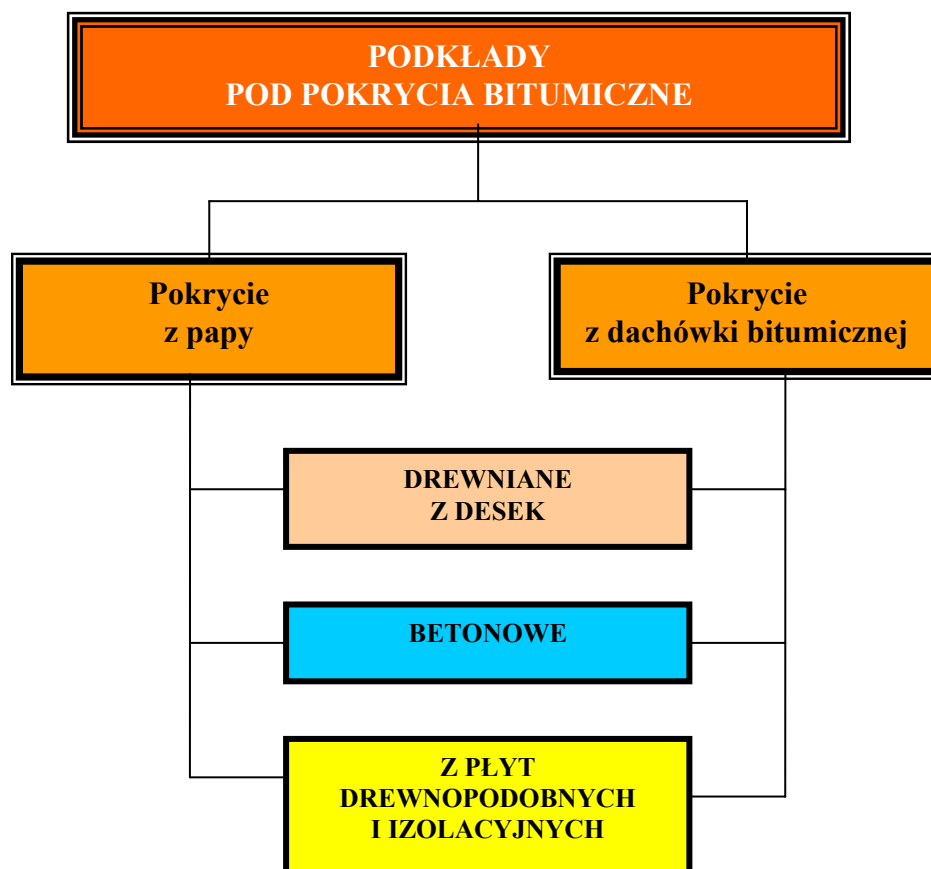 PODKŁADY
POD POKRYCIA BITUMICZNE
Pokrycie
z papy
Pokrycie
z dachówki bitumicznej
DREWNIANE
Z DESEK
BETONOWE
Z PŁYT
DREWNOPODOBNYCH
I IZOLACYJNYCH